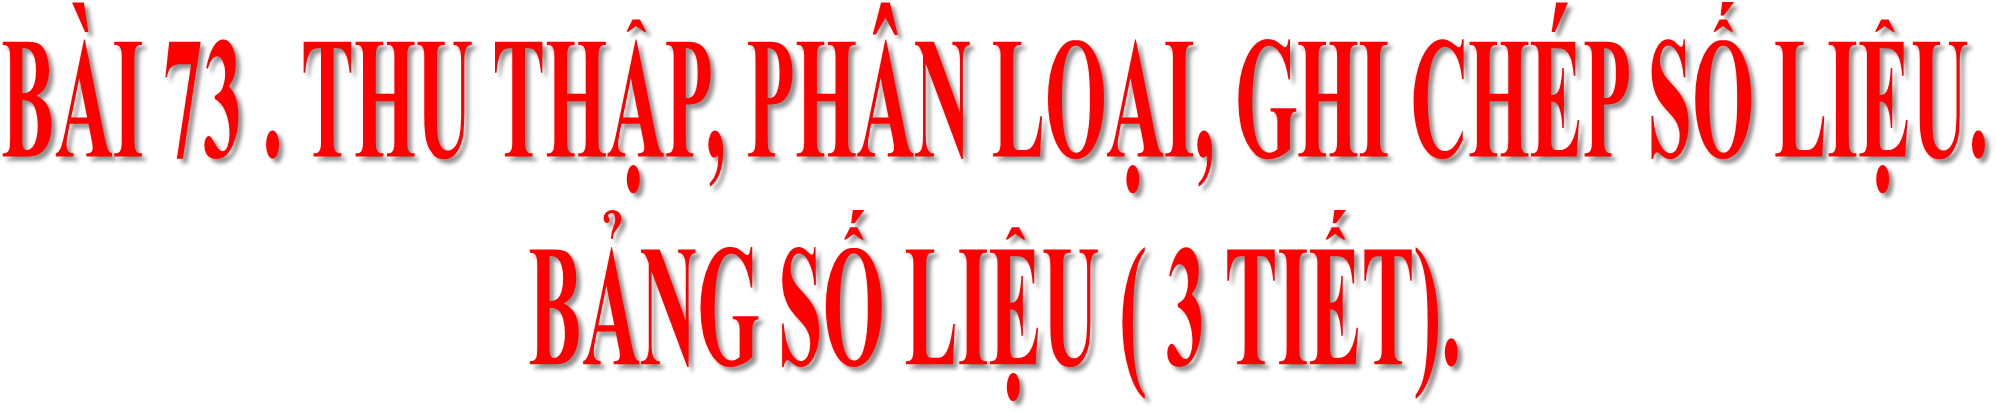 BÀI 73 . THU THẬP, PHÂN LOẠI, GHI CHÉP SỐ LIỆU.
BẢNG SỐ LIỆU ( 3 TIẾT).